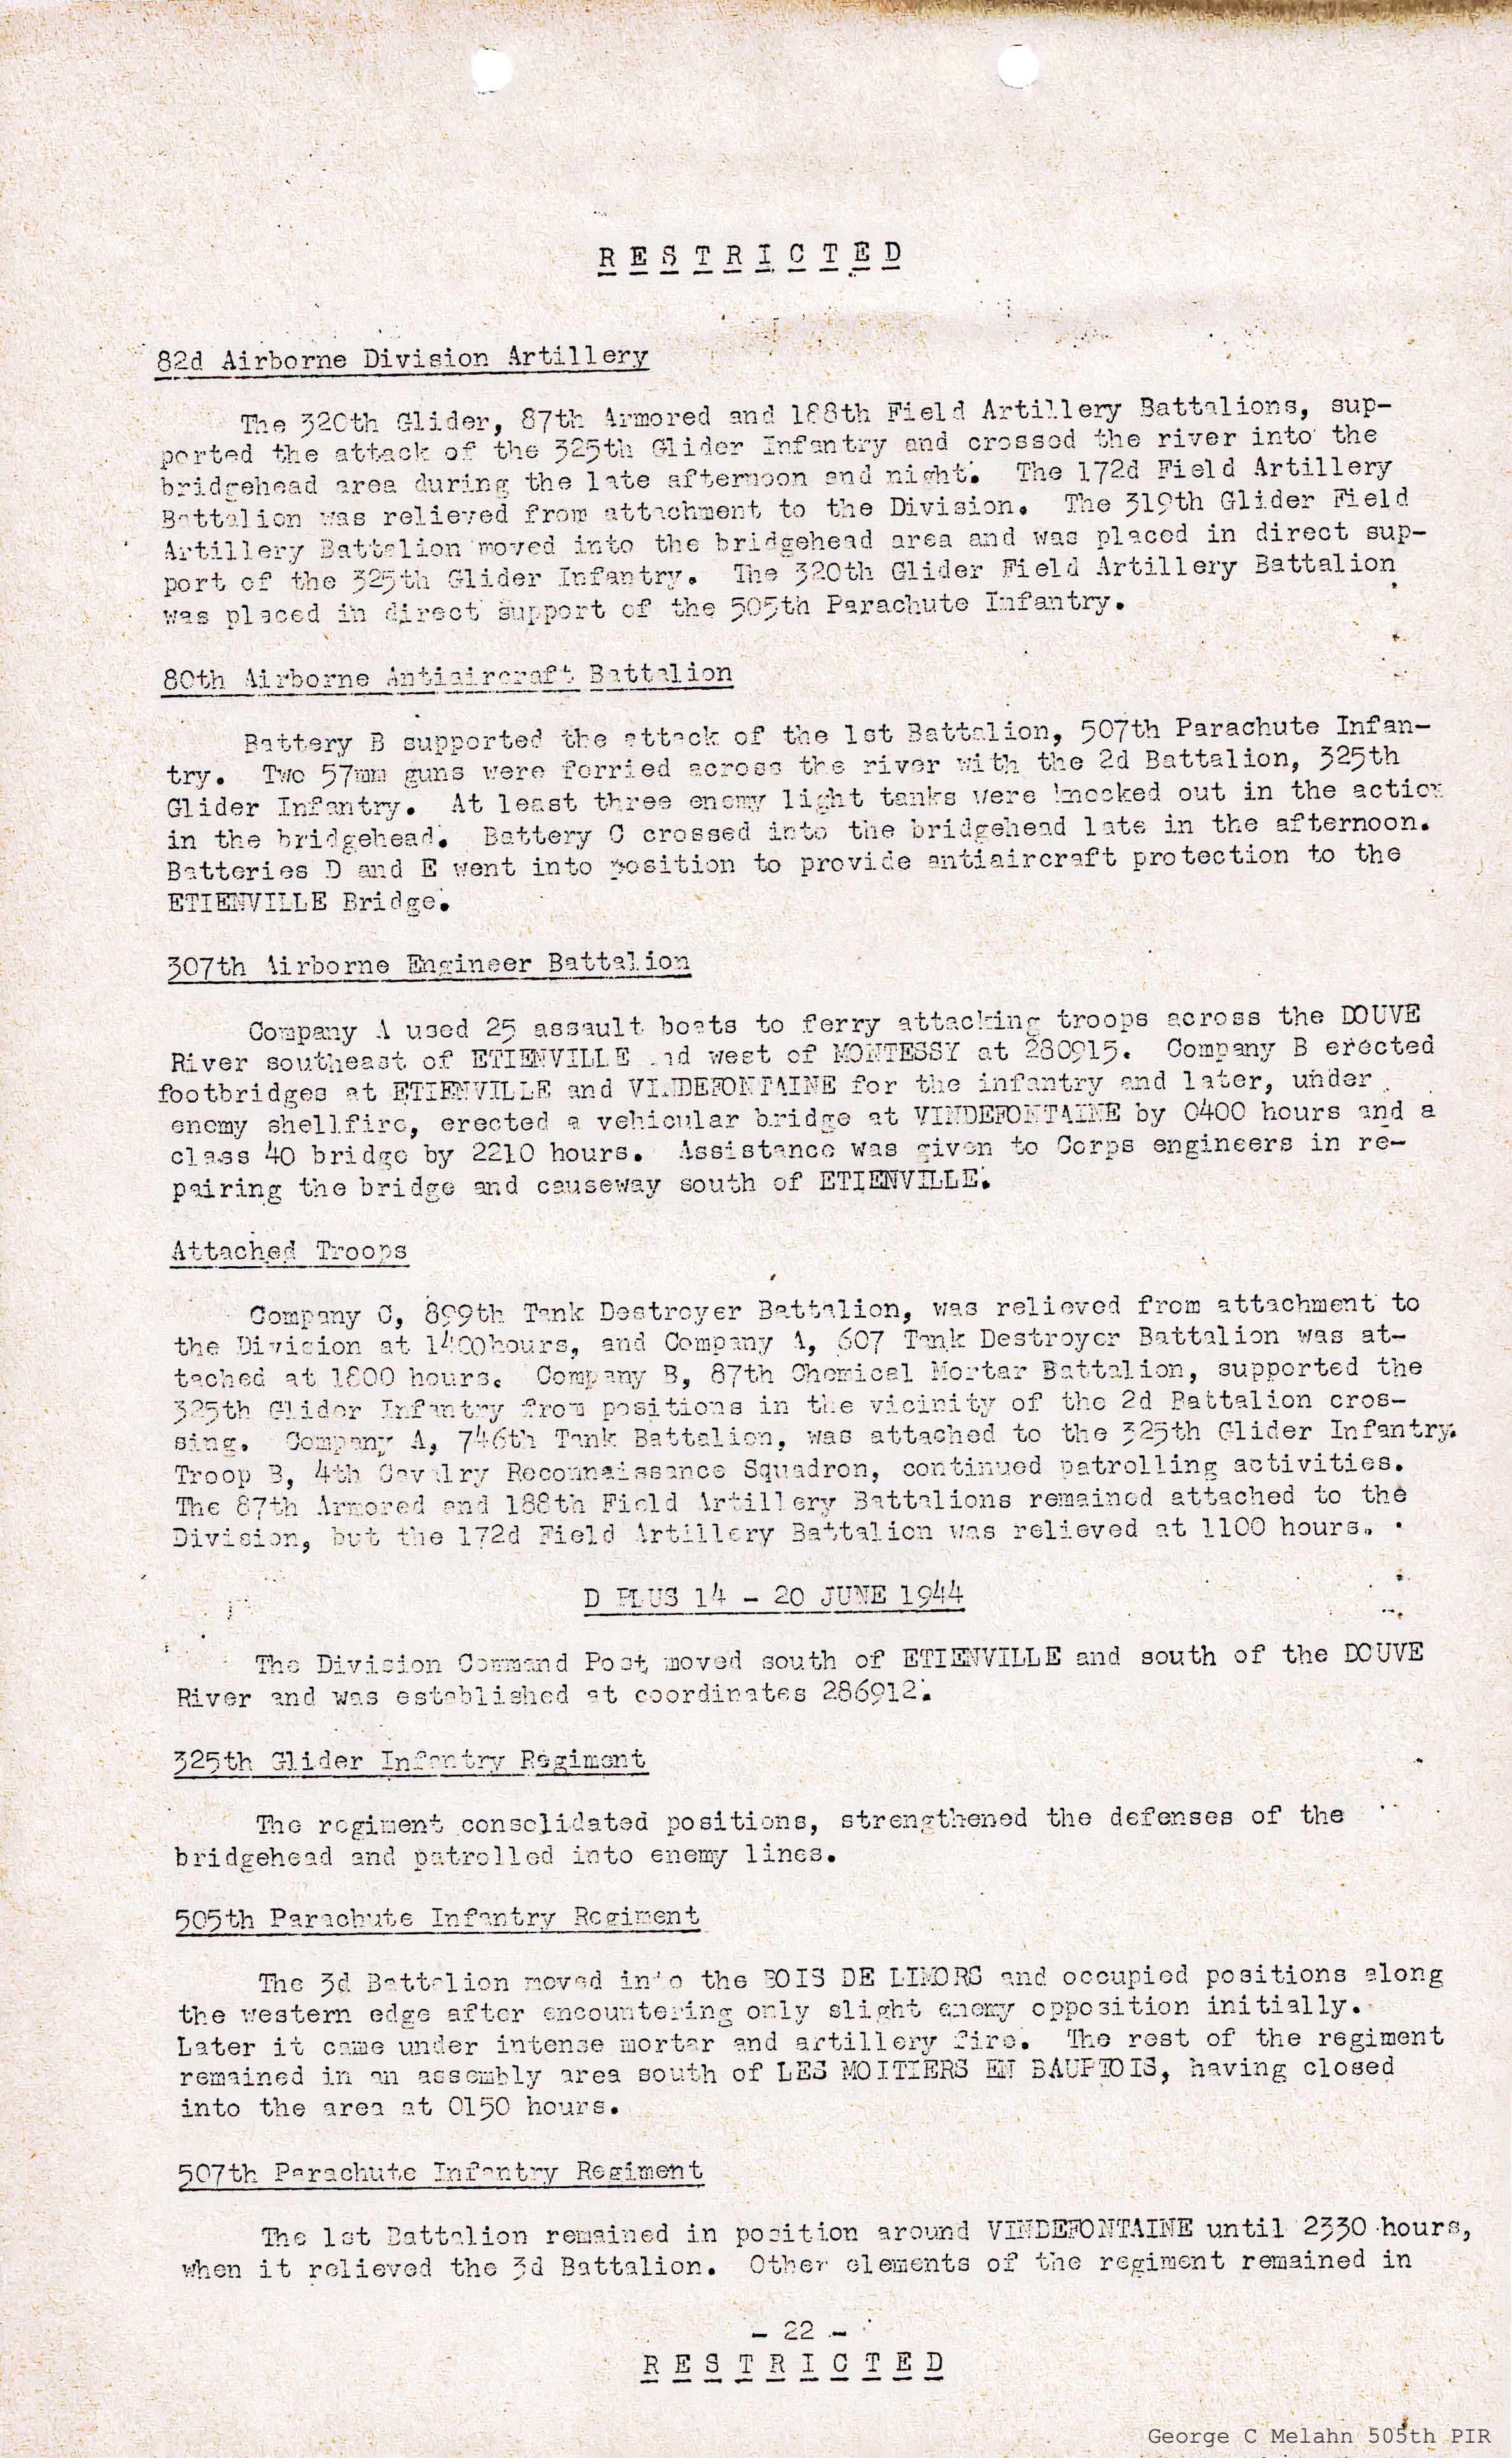 R E S T R I C T E D
82d Airborne Division Artillery
The 320th Glider, 87th Armored and 188th Field Artillery Battalions, sup-
ported the attack of the 325th Glider Infantry and crossed the river into the
bridgehead area during the late afternoon and night. The 172d Field Artillery
Battalion was relieved from attachment to the Division. The 319th Glider Field
Artillery Battalion moved into the bridgehead area and was placed in direct sup-
port of the 325th Glider Infantry. The 320th Glider Field Artillery Battalion
was placed in direct support of the 505th Parachute Infantry.
80th Airborne Antiaircraft Battalion
Battery B supported the attack of the 1st Battalion, 507th Parachute Infan-
try. Two 57mm guns were ferried across the river with the 2d Battalion, 325th
Glider Infantry. At least three enemy light tanks were knocked out in the action
in the bridgehead. Battery C crossed into the bridgehead late in the afternoon.
Batteries D and E went into position to provide antiaircraft protection to the
ETIENVILLE Bridge.
307th Airborne Engineer Battalion
Company A used 25 assault boats to ferry attacking troops across the DOUVE
River southeast of ETIENVILLE and west of MONTESSY at 280915. Company B erected
footbridges at ETIENVILLE and VINDEFONTAINE for the infantry and later, under
enemy shellfire, erected a vehicular bridge at VINDEFONTAINE by 0400 hours and a
class 40 bridge by 2210 hours. Assistance was given to Corps engineers in re-
pairing the bridge and causeway south of ETIENVILLE.
Attached Troops
Company C, 899th Tank Destroyer Battalion, was relieved from attachment to
the Division at 1400hours, and Company A, 607 Tank Destroyer Battalion was at-
tached at 1800 hours. Company B, 87th Chemical Mortar Battalion, supported the
325th Glider Infantry from positions in the vicinity of the 2d Battalion cros-
sing. Company A, 746th Tank Battalion, was attached to the 325th Glider Infantry.
Troop B, 4th Cavalry Reconnaissance Squadron, continued patrolling activities.
The 87th Armored and 188th Field Artillery Battalions remained attached to the
Division, but the 172d Field Artillery Battalion was relieved at 1100 hours.
D PLUS 14 - 20 JUNE 1944
The Division Command Post moved south of ETIENVILLE and south of the DOUVE
River and was established at coordinates 286912.
325th Glider Infantry Regiment
The regiment consolidated positions, strengthened the defenses of the
bridgehead and patrolled into enemy lines.
505th Parachute Infantry Regiment
The 3d Battalion moved into the BOIS DE LIMORS and occupied positions along
the western edge after encountering only slight enemy opposition initially.
Later it came under intense mortar and artillery fire. The rest of the regiment
remained in an assembly area south of LES MOITIERS EN BAUPTOIS, having closed
into the area at 0150 hours.
507th Parachute Infantry Regiment
The 1st Battalion remained in position around VINDEFONTAINE until 2330 hours,
when it relieved the 3d Battalion. Other elements of the regiment remained in
- 22 -
R E S T R I C T E D
George C Melahn 505th PIR